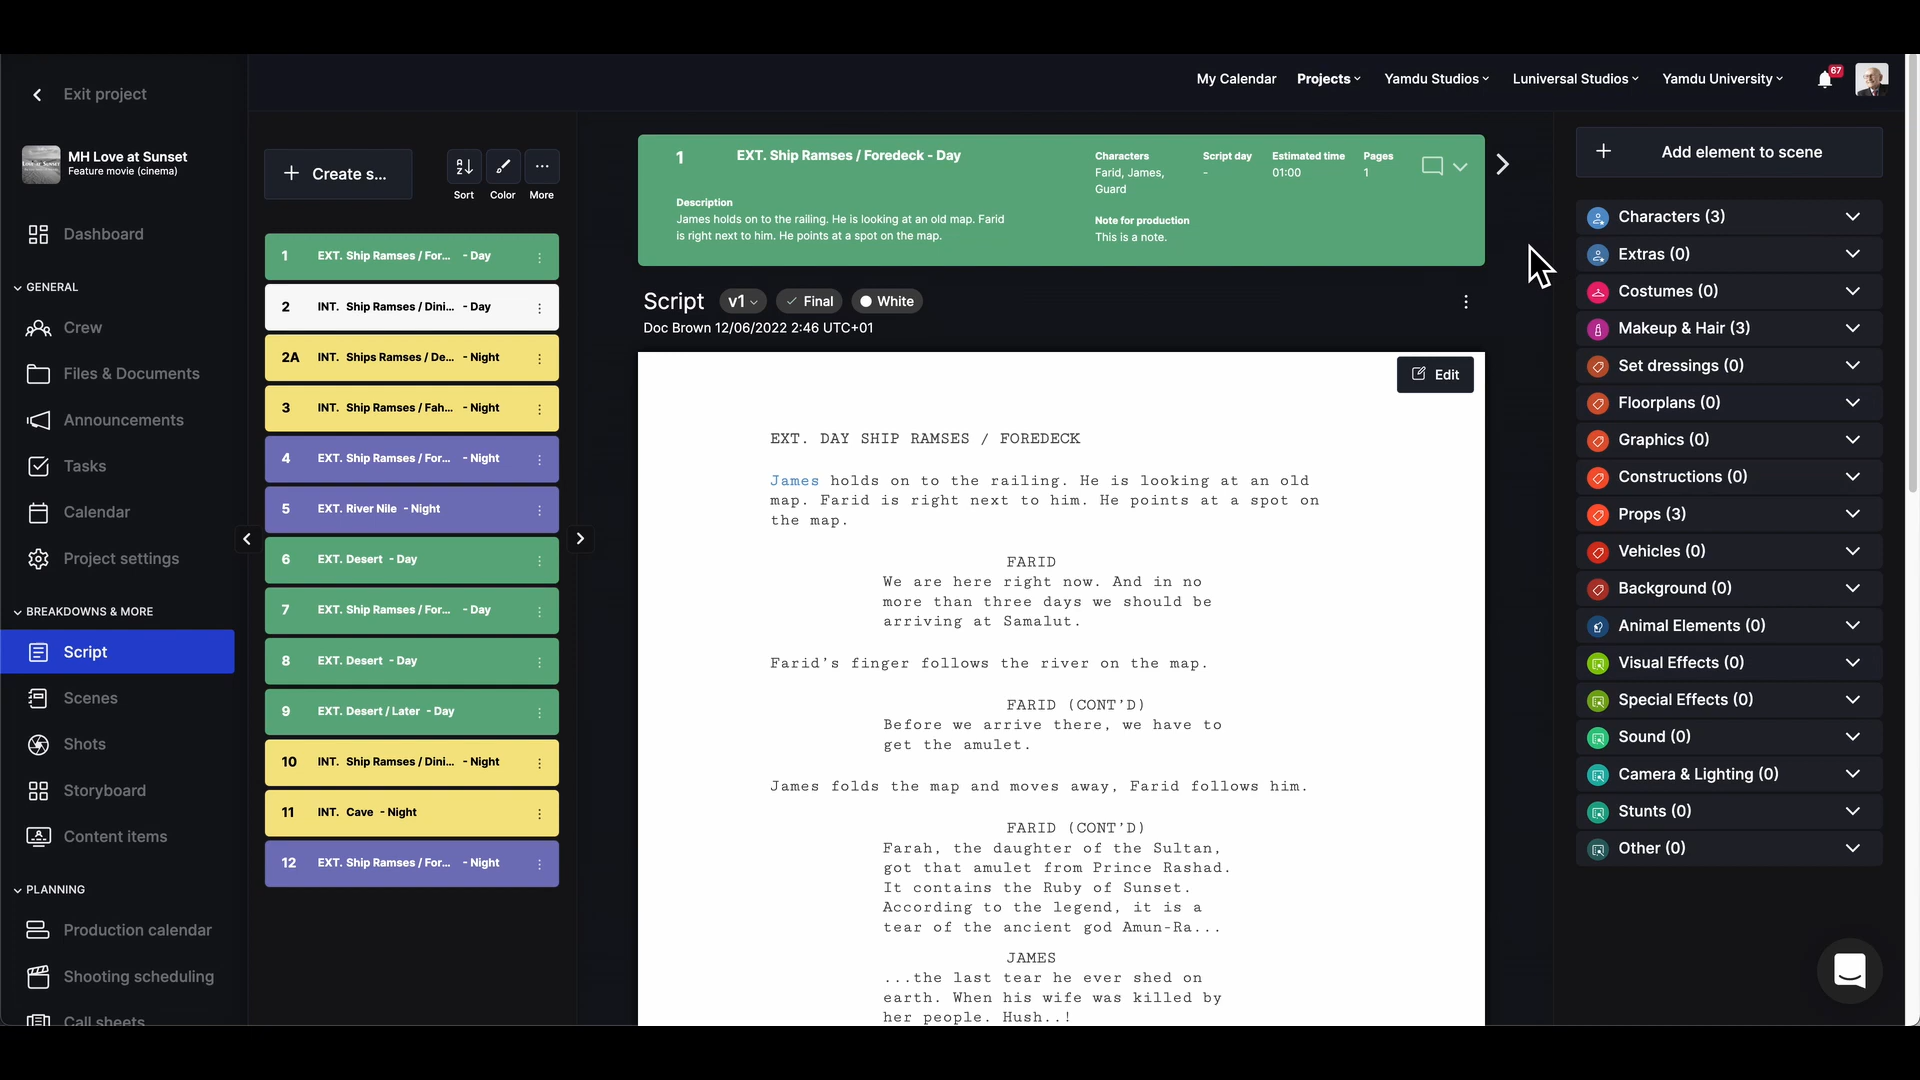 Exit project
My Calendar
Projects
Yamdu Studios
Luniversal Studios
Yamdu University
67
MH Love at Sunset
Feature movie (cinema)
Dashboard
GENERAL
Crew
Files & Documents
Announcements
Tasks
Calendar
Project settings
BREAKDOWNS & MORE
Script
Scenes
Shots
Storyboard
Content items
PLANNING
Production calendar
Shooting scheduling
Call sheets
Create s...
Sort
Color
More
1 EXT. Ship Ramses / For... - Day
2 INT. Ship Ramses / Dini... - Day
2A INT. Ships Ramses / De... - Night
3 INT. Ship Ramses / Fah... - Night
4 EXT. Ship Ramses / For... - Night
5 EXT. River Nile - Night
6 EXT. Desert - Day
7 EXT. Ship Ramses / For... - Day
8 EXT. Desert - Day
9 EXT. Desert / Later - Day
10 INT. Ship Ramses / Dini... - Night
11 INT. Cave - Night
12 EXT. Ship Ramses / For... - Night
1 EXT. Ship Ramses / Foredeck - Day
Description
James holds on to the railing. He is looking at an old map. Farid
is right next to him. He points at a spot on the map.
Characters
Farid, James,
Guard
Script day
-
Estimated time
01:00
Pages
1
Note for production
This is a note.
Script v1 Final White
Doc Brown 12/06/2022 2:46 UTC+01
Edit
EXT. DAY SHIP RAMSES / FOREDECK
James holds on to the railing. He is looking at an old
map. Farid is right next to him. He points at a spot on
the map.
FARID
We are here right now. And in no
more than three days we should be
arriving at Samalut.
Farid's finger follows the river on the map.
FARID (CONT'D)
Before we arrive there, we have to
get the amulet.
James folds the map and moves away, Farid follows him.
FARID (CONT'D)
Farah, the daughter of the Sultan,
got that amulet from Prince Rashad.
It contains the Ruby of Sunset.
According to the legend, it is a
tear of the ancient god Amun-Ra...
JAMES
...the last tear he ever shed on
earth. When his wife was killed by
her people. Hush..!
Add element to scene
Characters (3)
Extras (0)
Costumes (0)
Makeup & Hair (3)
Set dressings (0)
Floorplans (0)
Graphics (0)
Constructions (0)
Props (3)
Vehicles (0)
Background (0)
Animal Elements (0)
Visual Effects (0)
Special Effects (0)
Sound (0)
Camera & Lighting (0)
Stunts (0)
Other (0)